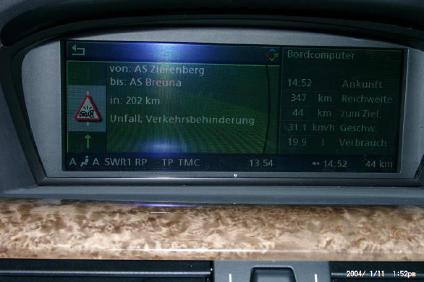 von: AS Zierenberg
bis: AS Breuna
in: 202 km
Unfall, Verkehrsbehinderung
Bordcomputer
14.52 Ankunft
347 km Reichweite
44 km zum Ziel.
31.1 km/h Geschw.
19.9 l Verbrauch
A A SWR1 RP TP TMC 13 54 14.52 44 km
2004/ 1/11 1:52pm